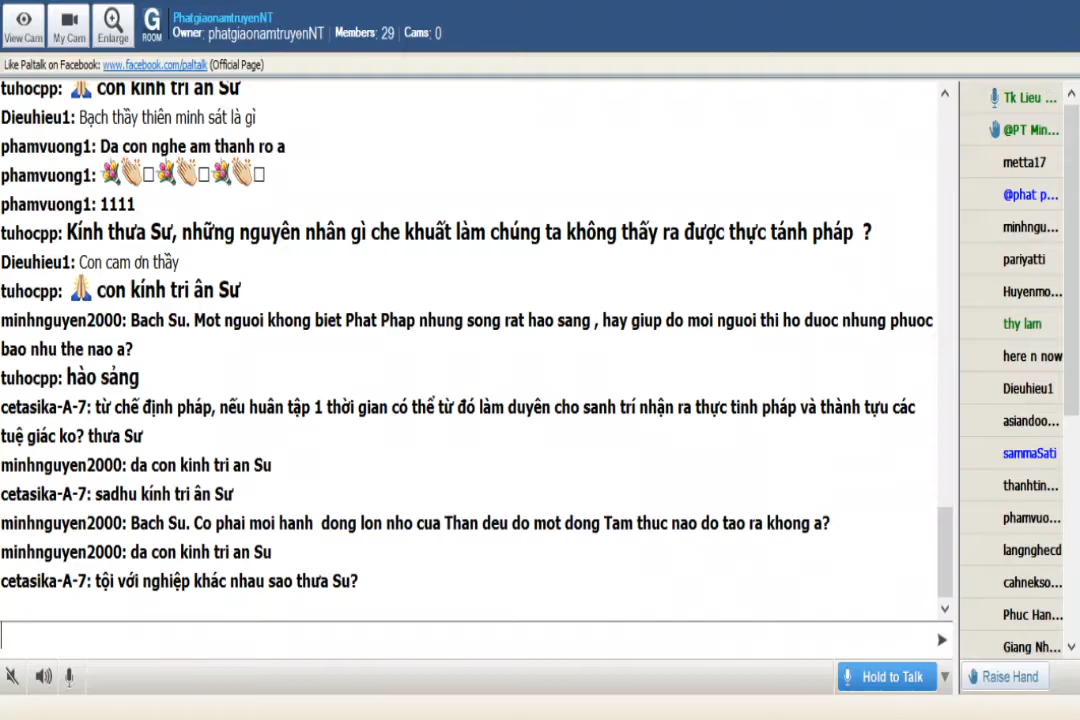 PhatgiaonamtruyenNT
Owner: phatgiaonamtruyenNT | Members: 29 | Cams: 0
View Cam
My Cam
Enlarge
G ROOM
Like Paltalk on Facebook: www.facebook.com/paltalk (Official Page)
tuhocpp: 🙏 con kính tri ân Sư
Dieuhieu1: Bạch thầy thiên minh sát là gì
phamvuong1: Da con nghe am thanh ro a
phamvuong1: 💐👏□💐👏□💐👏□
phamvuong1: 1111
tuhocpp: Kính thưa Sư, những nguyên nhân gì che khuất làm chúng ta không thấy ra được thực tánh pháp ?
Dieuhieu1: Con cam ơn thầy
tuhocpp: 🙏 con kính tri ân Sư
minhnguyen2000: Bach Su. Mot nguoi khong biet Phat Phap nhung song rat hao sang , hay giup do moi nguoi thi ho duoc nhung phuoc
bao nhu the nao a?
tuhocpp: hào sảng
cetasika-A-7: từ chế định pháp, nếu huân tập 1 thời gian có thể từ đó làm duyên cho sanh trí nhận ra thực tinh pháp và thành tựu các
tuệ giác ko? thưa Sư
minhnguyen2000: da con kinh tri an Su
cetasika-A-7: sadhu kính tri ân Sư
minhnguyen2000: Bach Su. Co phai moi hanh dong lon nho cua Than deu do mot dong Tam thuc nao do tao ra khong a?
minhnguyen2000: da con kinh tri an Su
cetasika-A-7: tội với nghiệp khác nhau sao thưa Su?
Tk Lieu ...
@PT Min...
metta17
@phat p...
minhngu...
pariyatti
Huyenmo...
thy lam
here n now
Dieuhieu1
asiandoo...
sammaSati
thanhtin...
phamvuo...
langnghecd
cahnekso...
Phuc Han...
Giang Nh...
Hold to Talk
Raise Hand